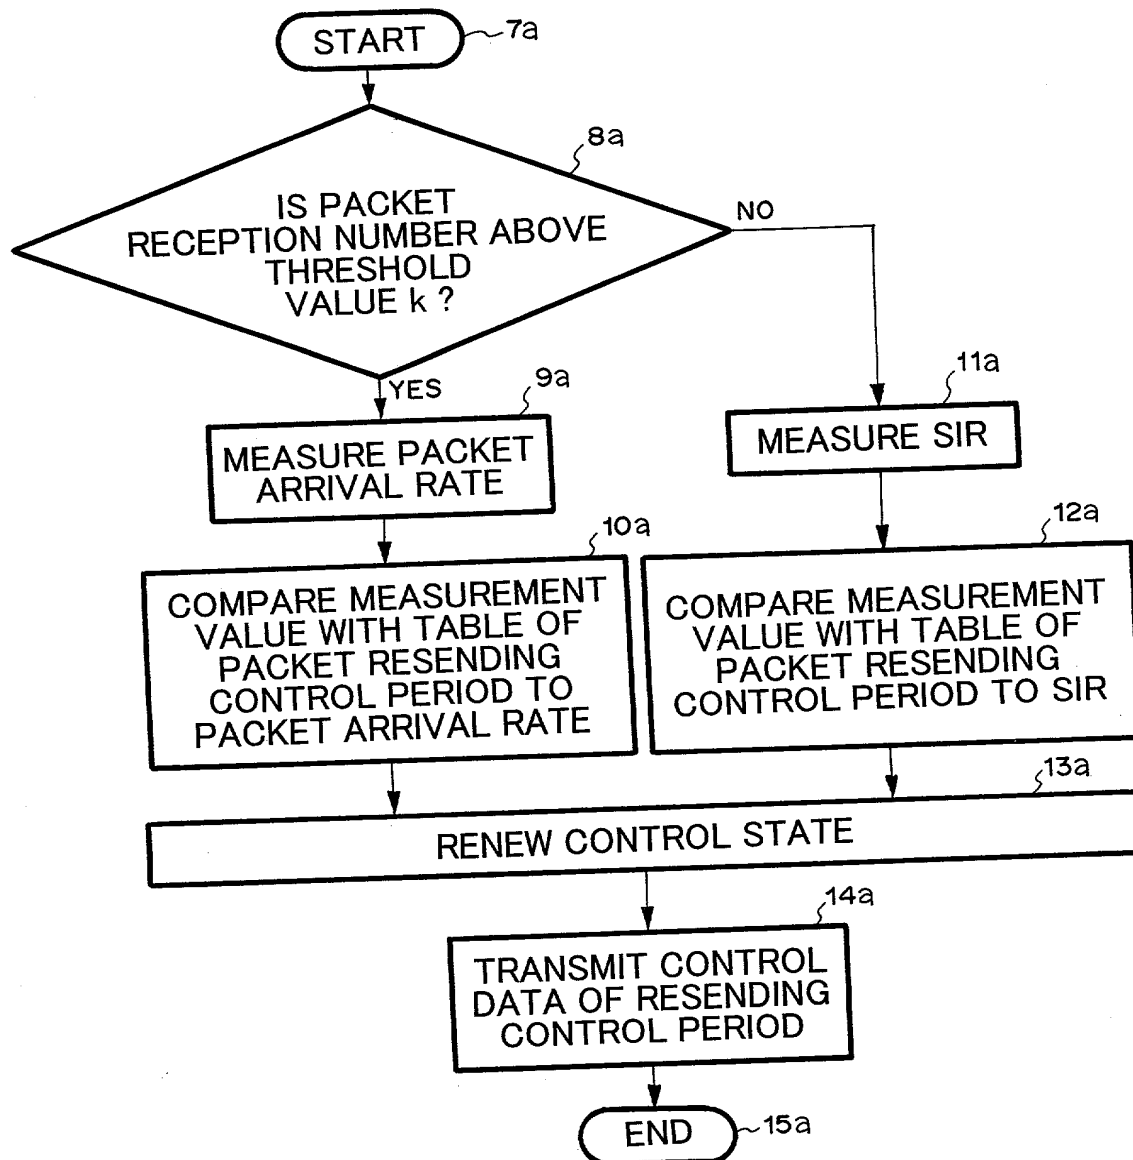 START
7a
8a
IS PACKET
RECEPTION NUMBER ABOVE
THRESHOLD
VALUE k ?
NO
YES
9a
11a
MEASURE PACKET
ARRIVAL RATE
MEASURE SIR
10a
12a
COMPARE MEASUREMENT
VALUE WITH TABLE OF
PACKET RESENDING
CONTROL PERIOD TO
PACKET ARRIVAL RATE
COMPARE MEASUREMENT
VALUE WITH TABLE OF
PACKET RESENDING
CONTROL PERIOD TO SIR
13a
RENEW CONTROL STATE
14a
TRANSMIT CONTROL
DATA OF RESENDING
CONTROL PERIOD
END
15a